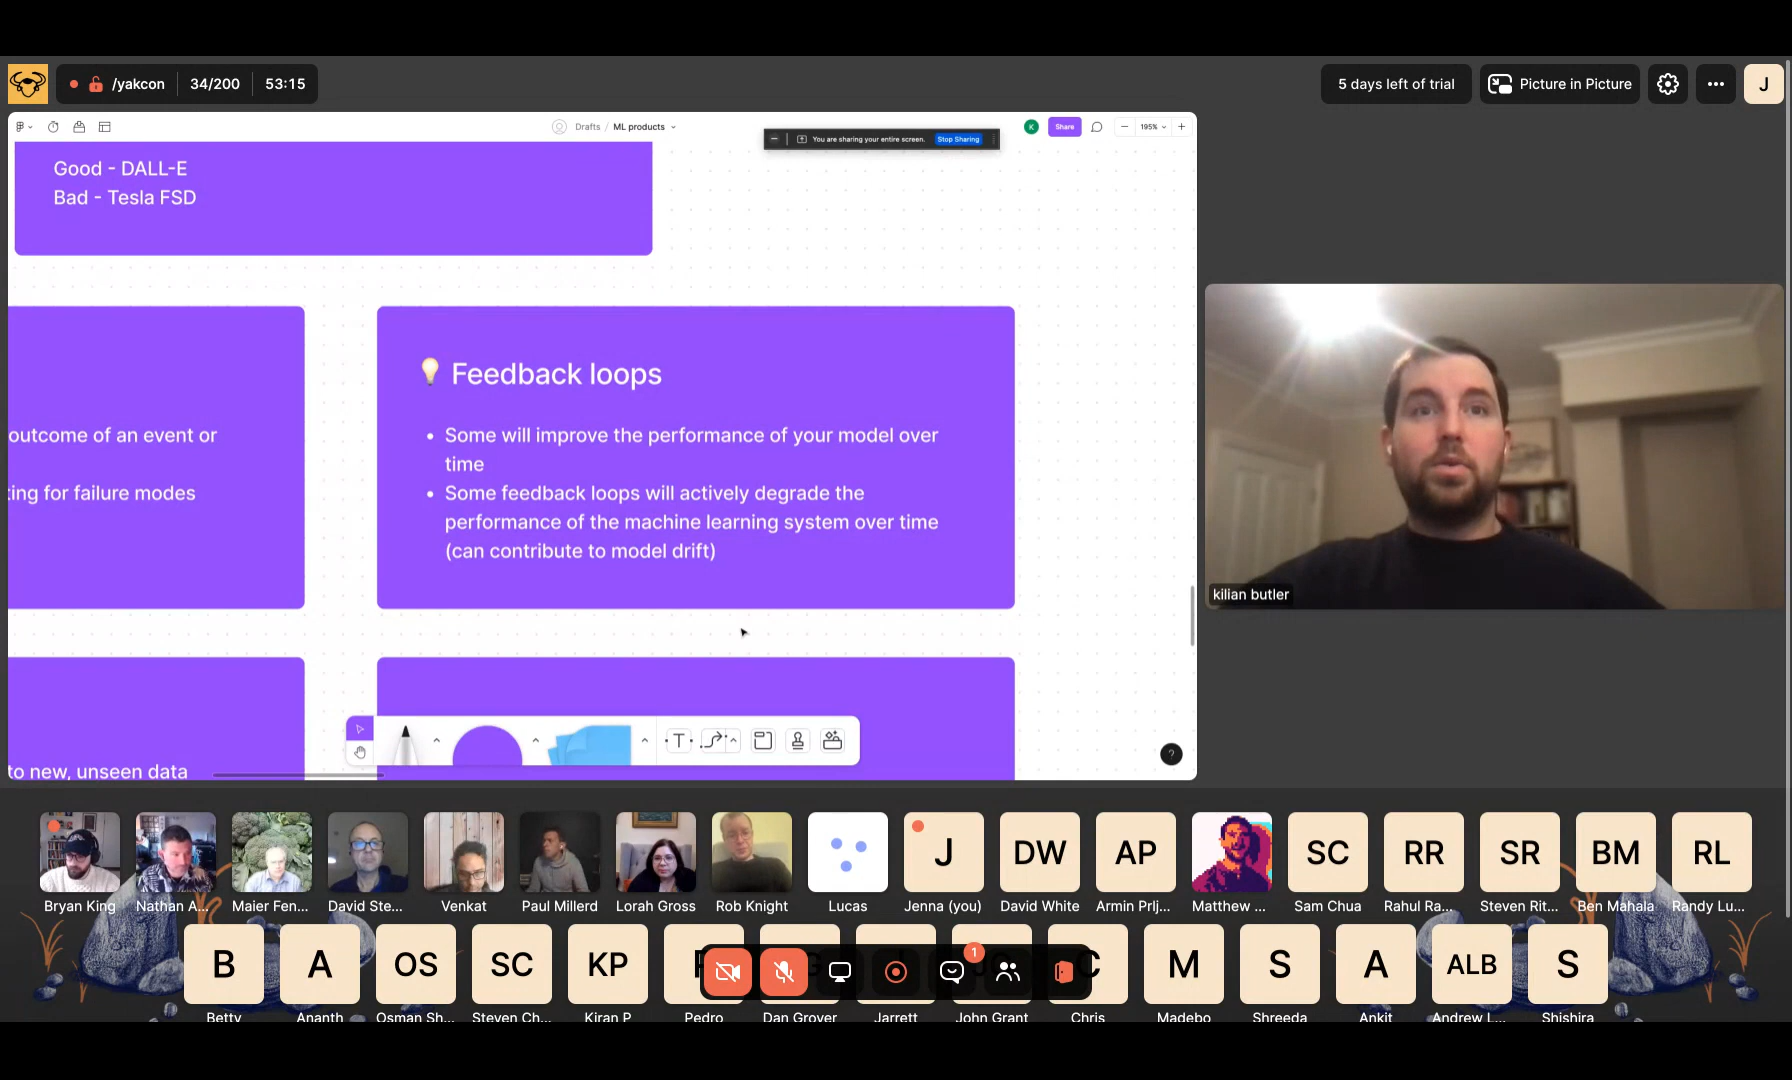 /yakcon
34/200
53:15
5 days left of trial
Picture in Picture
J
Drafts / ML products
You are sharing your entire screen.
Stop Sharing
K
Share
195%
Good - DALL-E
Bad - Tesla FSD
outcome of an event or
ing for failure modes
💡 Feedback loops
• Some will improve the performance of your model over
time
• Some feedback loops will actively degrade the
performance of the machine learning system over time
(can contribute to model drift)
to new, unseen data
T
?
kilian butler
J
DW
AP
SC
RR
SR
BM
RL
Bryan King
Nathan A...
Maier Fen...
David Ste...
Venkat
Paul Millerd
Lorah Gross
Rob Knight
Lucas
Jenna (you)
David White
Armin Prlj...
Matthew ...
Sam Chua
Rahul Ra...
Steven Rit...
Ben Mahala
Randy Lu...
B
A
OS
SC
KP
1
C
M
S
A
ALB
S
Betty
Ananth
Osman Sh...
Steven Ch...
Kiran P
Pedro
Dan Grover
Jarrett
John Grant
Chris
Madebo
Shreeda
Ankit
Andrew L...
Shishira